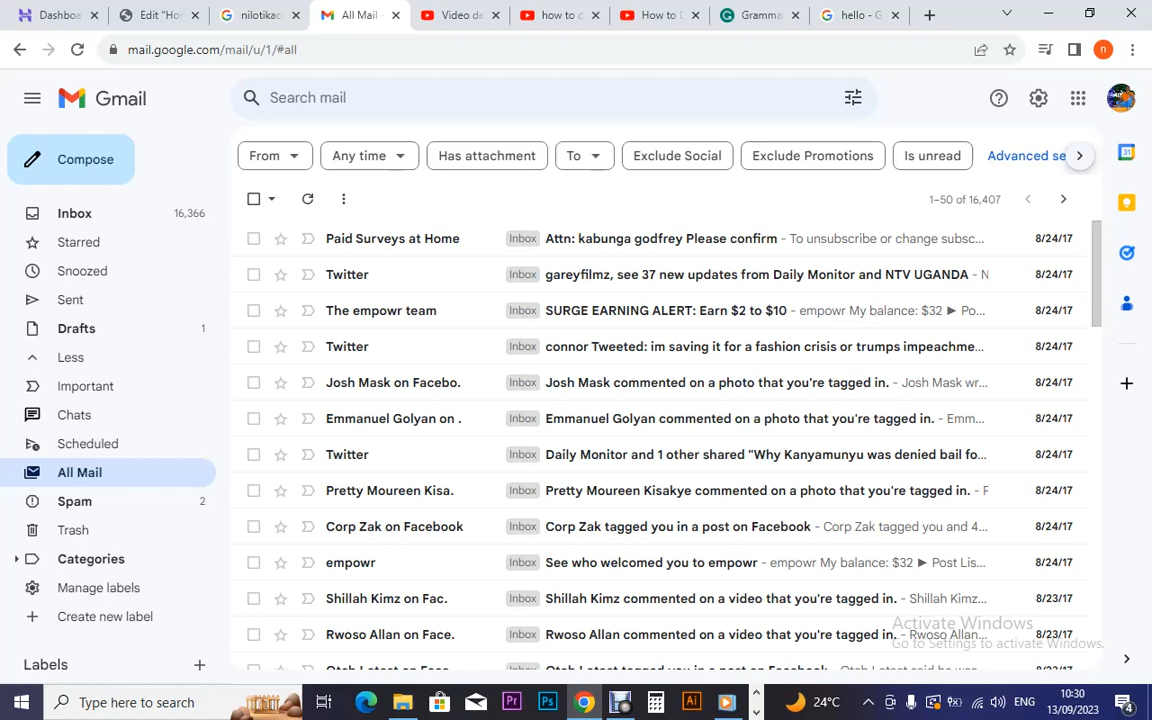 Dashboa
Edit "Hor
nilotikacu
All Mail -
Video de
how to c
How To D
Gramma
hello - G
mail.google.com/mail/u/1/#all
n
Gmail
Search mail
Compose
From
Any time
Has attachment
To
Exclude Social
Exclude Promotions
Is unread
Advanced se
1–50 of 16,407
Inbox 16,366
Starred
Snoozed
Sent
Drafts 1
Less
Important
Chats
Scheduled
All Mail
Spam 2
Trash
Categories
Manage labels
Create new label
Labels
Paid Surveys at Home Inbox Attn: kabunga godfrey Please confirm - To unsubscribe or change subsc... 8/24/17
Twitter Inbox gareyfilmz, see 37 new updates from Daily Monitor and NTV UGANDA - N 8/24/17
The empowr team Inbox SURGE EARNING ALERT: Earn $2 to $10 - empowr My balance: $32 ► Po... 8/24/17
Twitter Inbox connor Tweeted: im saving it for a fashion crisis or trumps impeachme... 8/24/17
Josh Mask on Facebo. Inbox Josh Mask commented on a photo that you're tagged in. - Josh Mask wr... 8/24/17
Emmanuel Golyan on . Inbox Emmanuel Golyan commented on a photo that you're tagged in. - Emm... 8/24/17
Twitter Inbox Daily Monitor and 1 other shared "Why Kanyamunyu was denied bail fo... 8/24/17
Pretty Moureen Kisa. Inbox Pretty Moureen Kisakye commented on a photo that you're tagged in. - F 8/24/17
Corp Zak on Facebook Inbox Corp Zak tagged you in a post on Facebook - Corp Zak tagged you and 4... 8/24/17
empowr Inbox See who welcomed you to empowr - empowr My balance: $32 ► Post Lis... 8/24/17
Shillah Kimz on Fac. Inbox Shillah Kimz commented on a video that you're tagged in. - Shillah Kimz... 8/23/17
Rwoso Allan on Face. Inbox Rwoso Allan commented on a video that you're tagged in. - Rwoso Allan... 8/23/17
Activate Windows
Go to Settings to activate Windows.
Type here to search
Pr
Ps
Ai
24°C
ENG
10:30
13/09/2023
4